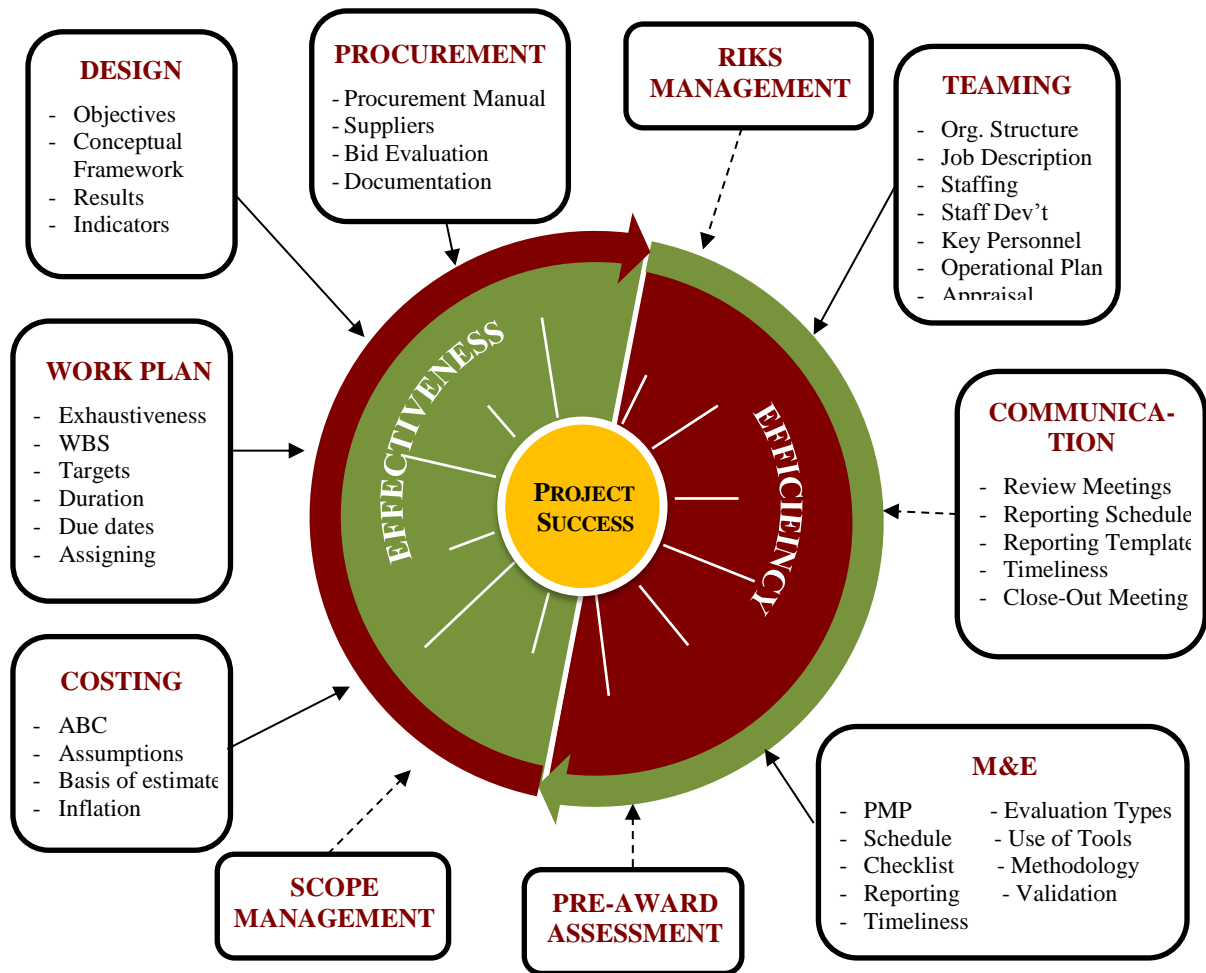 DESIGN
- Objectives
- Conceptual
Framework
- Results
- Indicators
PROCUREMENT
- Procurement Manual
- Suppliers
- Bid Evaluation
- Documentation
RIKS
MANAGEMENT
TEAMING
- Org. Structure
- Job Description
- Staffing
- Staff Dev't
- Key Personnel
- Operational Plan
- Appraisal
WORK PLAN
- Exhaustiveness
- WBS
- Targets
- Duration
- Due dates
- Assigning
EFFECTIVENESS
PROJECT
SUCCESS
EFFICIEINCY
COMMUNICA-
TION
- Review Meetings
- Reporting Schedule
- Reporting Template
- Timeliness
- Close-Out Meeting
COSTING
- ABC
- Assumptions
- Basis of estimate
- Inflation
SCOPE
MANAGEMENT
PRE-AWARD
ASSESSMENT
M&E
- PMP - Evaluation Types
- Schedule - Use of Tools
- Checklist - Methodology
- Reporting - Validation
- Timeliness